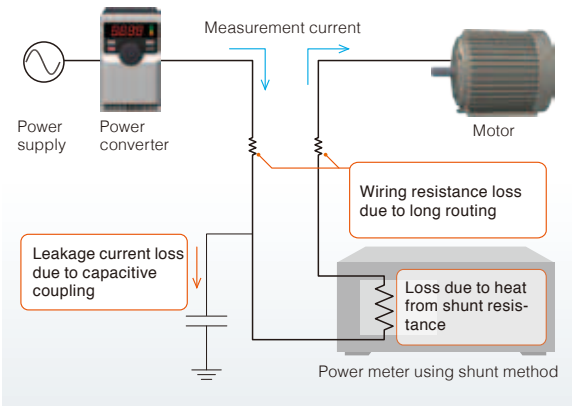 Measurement current
Power
supply
Power
converter
Motor
Wiring resistance loss
due to long routing
Leakage current loss
due to capacitive
coupling
Loss due to heat
from shunt resis-
tance
Power meter using shunt method